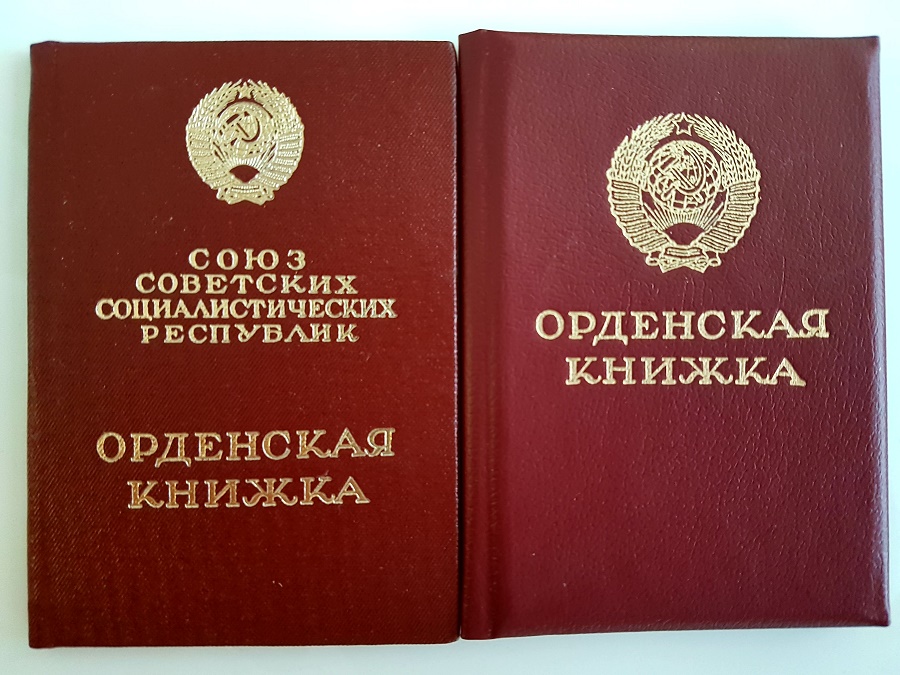 СОЮЗ
СОВЕТСКИХ
СОЦИАЛИСТИЧЕСКИХ
РЕСПУБЛИК
ОРДЕНСКАЯ
КНИЖКА
ОРДЕНСКАЯ
КНИЖКА